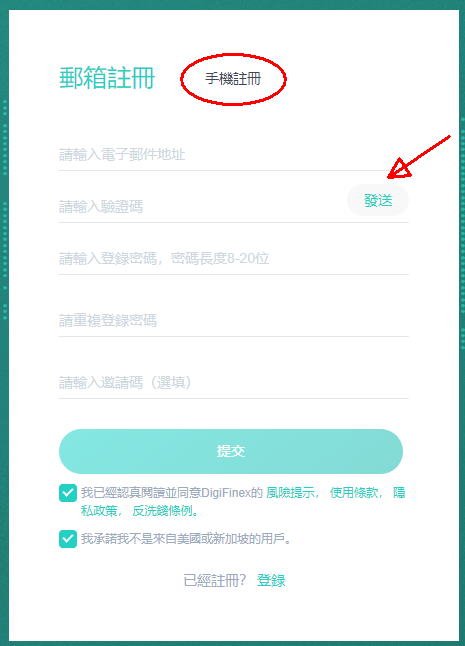 郵箱註冊 手機註冊
請輸入電子郵件地址
請輸入驗證碼 發送
請輸入登錄密碼，密碼長度8-20位
請重複登錄密碼
請輸入邀請碼（選填）
提交
我已經認真閱讀並同意DigiFinex的 風險提示， 使用條款， 隱
私政策， 反洗錢條例。
我承諾我不是來自美國或新加坡的用戶。
已經註冊？ 登錄